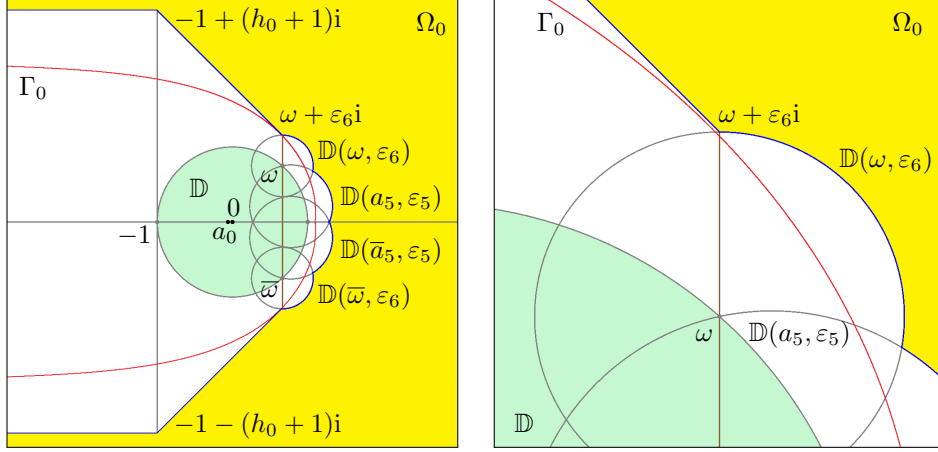 −1 + (h₀ + 1)i
Ω₀
Γ₀
ω + ε₆i
𝔻(ω, ε₆)
𝔻
ω
0
𝔻(a₅, ε₅)
−1
a₀
𝔻(a̅₅, ε₅)
ω̅
𝔻(ω̅, ε₆)
−1 − (h₀ + 1)i
Γ₀
Ω₀
ω + ε₆i
𝔻(ω, ε₆)
ω
𝔻(a₅, ε₅)
𝔻